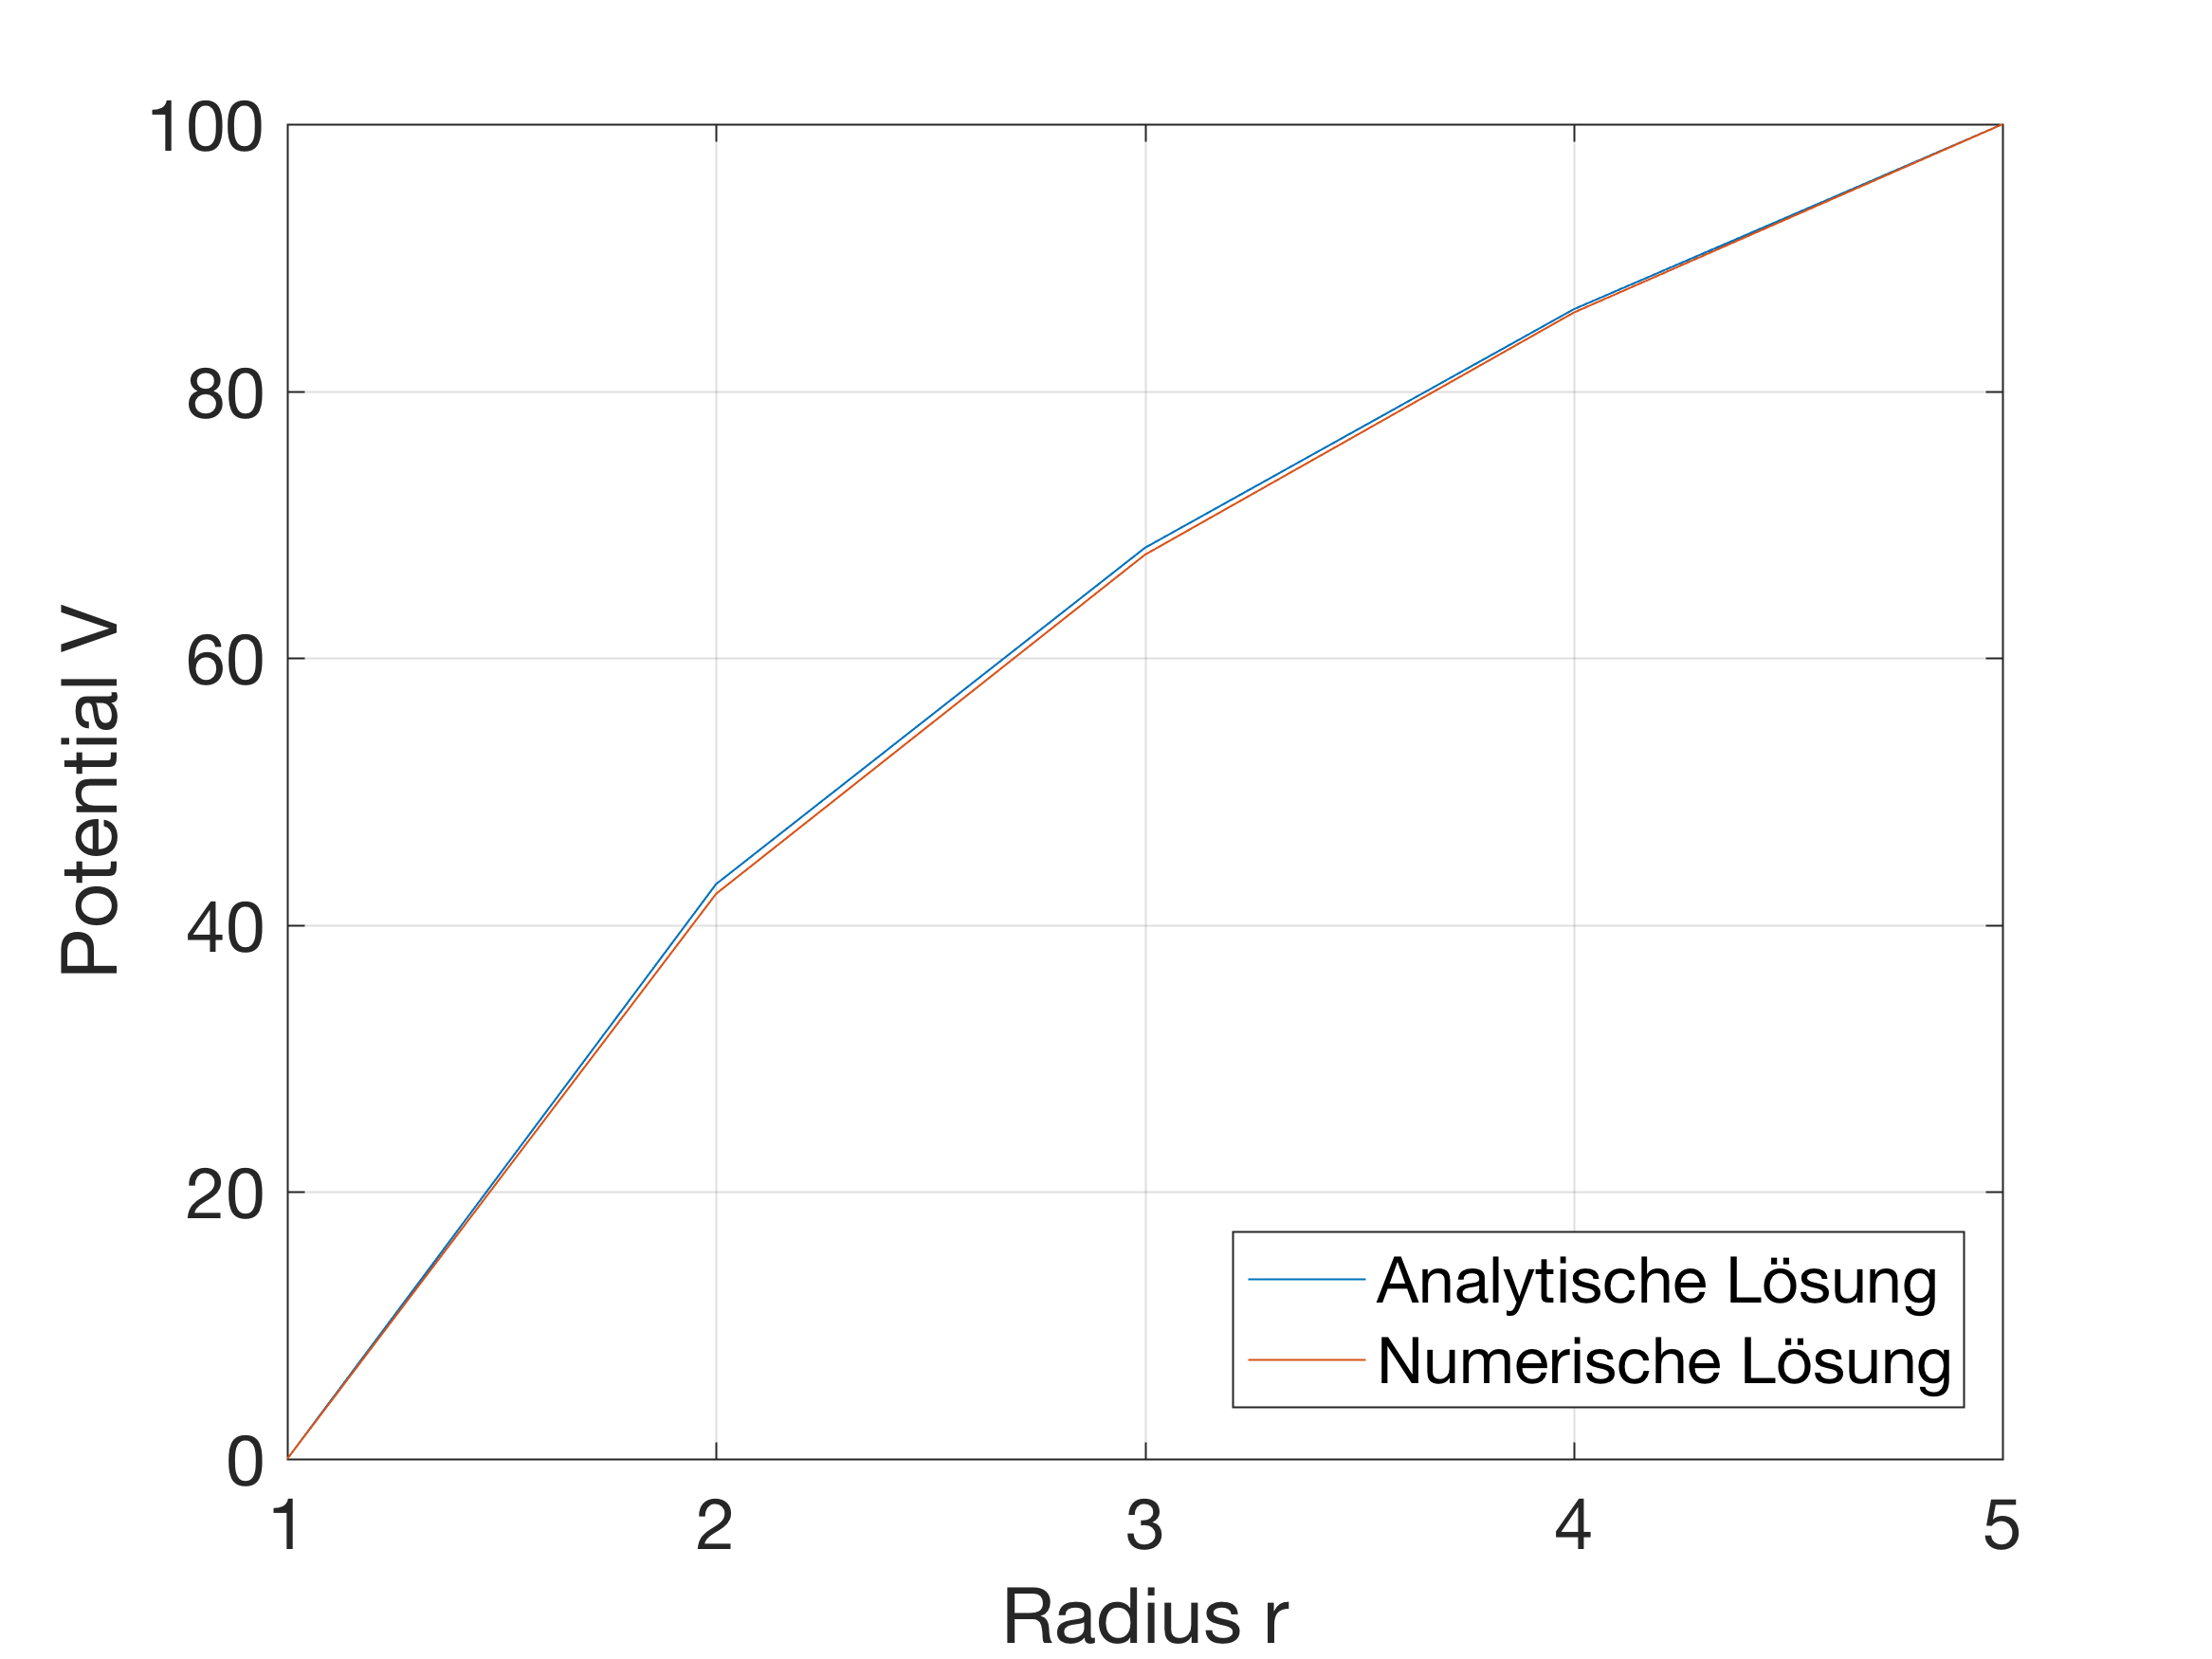 100
80
60
40
20
0
Potential V
1 2 3 4 5
Radius r
Analytische Lösung
Numerische Lösung